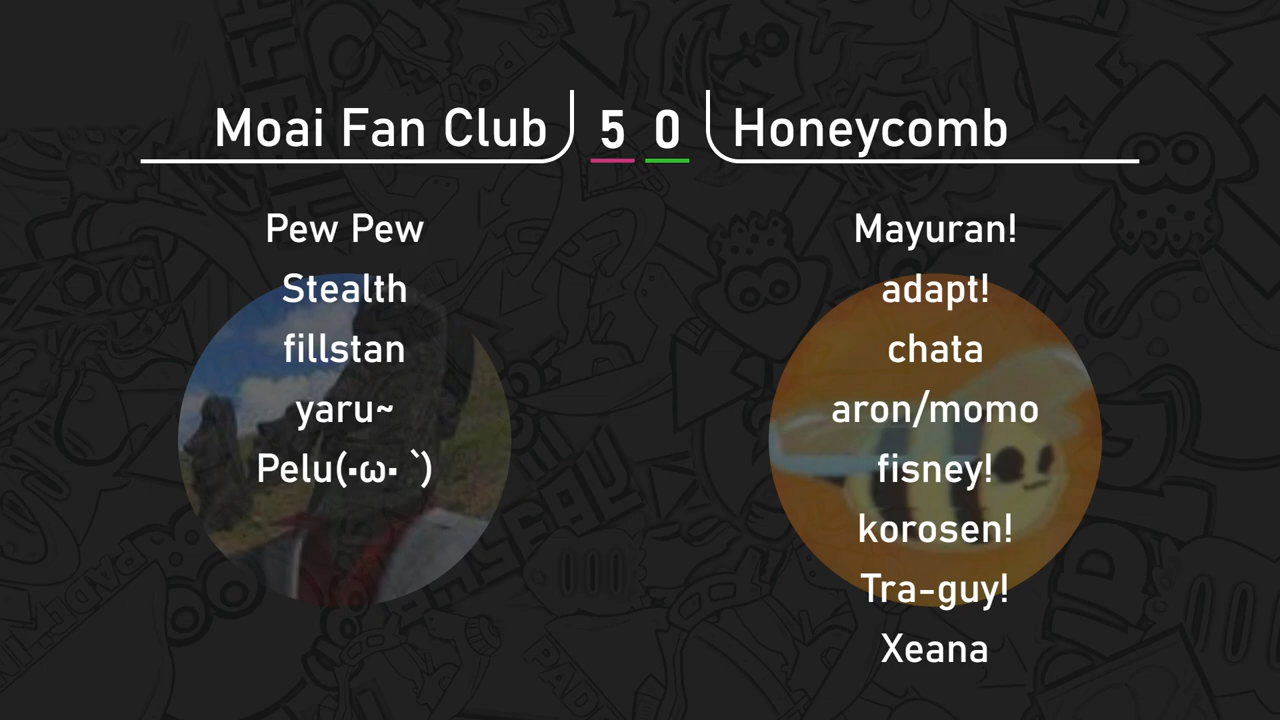 Moai Fan Club 5 0 Honeycomb
Pew Pew
Stealth
fillstan
yaru~
Pelu(･ω･ `)
Mayuran!
adapt!
chata
aron/momo
fisney!
korosen!
Tra-guy!
Xeana